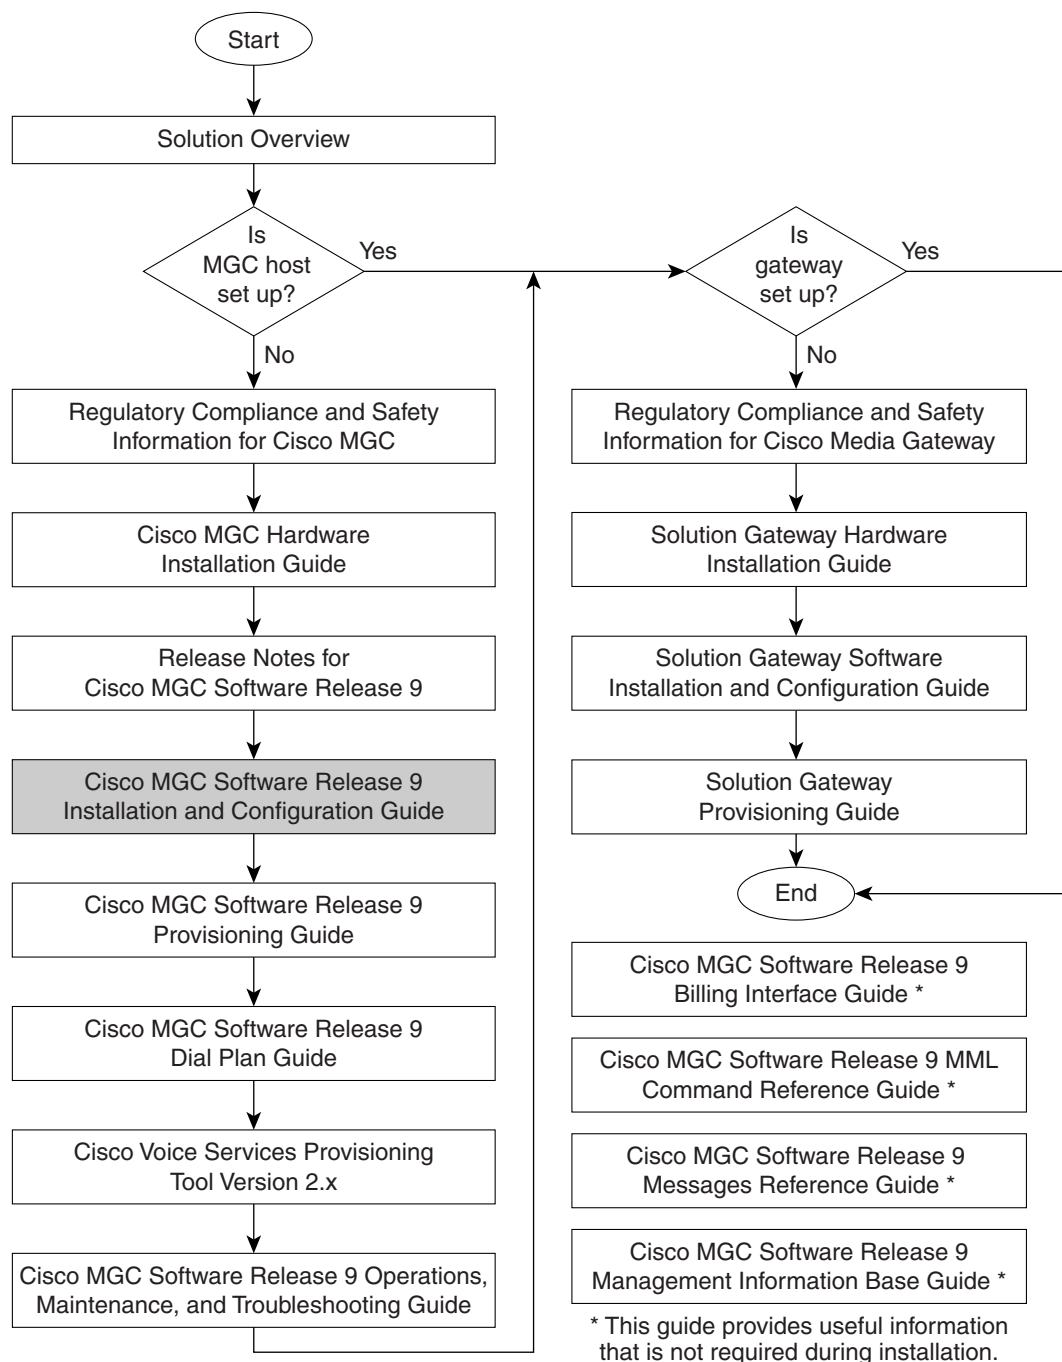 Start
Solution Overview
Is
MGC host
set up?
Yes
No
Regulatory Compliance and Safety
Information for Cisco MGC
Cisco MGC Hardware
Installation Guide
Release Notes for
Cisco MGC Software Release 9
Cisco MGC Software Release 9
Installation and Configuration Guide
Cisco MGC Software Release 9
Provisioning Guide
Cisco MGC Software Release 9
Dial Plan Guide
Cisco Voice Services Provisioning
Tool Version 2.x
Cisco MGC Software Release 9 Operations,
Maintenance, and Troubleshooting Guide
Is
gateway
set up?
Yes
No
Regulatory Compliance and Safety
Information for Cisco Media Gateway
Solution Gateway Hardware
Installation Guide
Solution Gateway Software
Installation and Configuration Guide
Solution Gateway
Provisioning Guide
End
Cisco MGC Software Release 9
Billing Interface Guide *
Cisco MGC Software Release 9 MML
Command Reference Guide *
Cisco MGC Software Release 9
Messages Reference Guide *
Cisco MGC Software Release 9
Management Information Base Guide *
* This guide provides useful information
that is not required during installation.